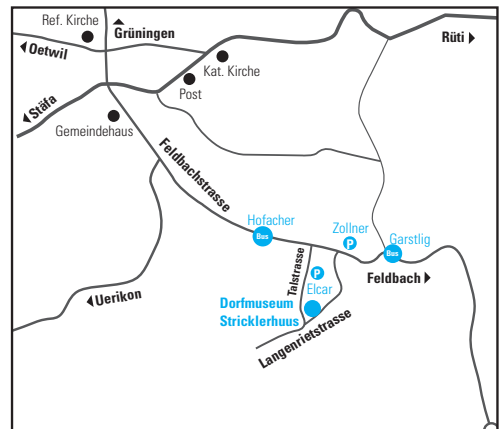 Ref. Kirche
Grüningen
Oetwil
Rüti
Kat. Kirche
Post
Stäfa
Gemeindehaus
Feldbachstrasse
Hofacher
Bus
Zollner
P
Garstlig
Bus
Feldbach
Talstrasse
P
Elcar
Uerikon
Dorfmuseum
Stricklerhuus
Langenrietstrasse